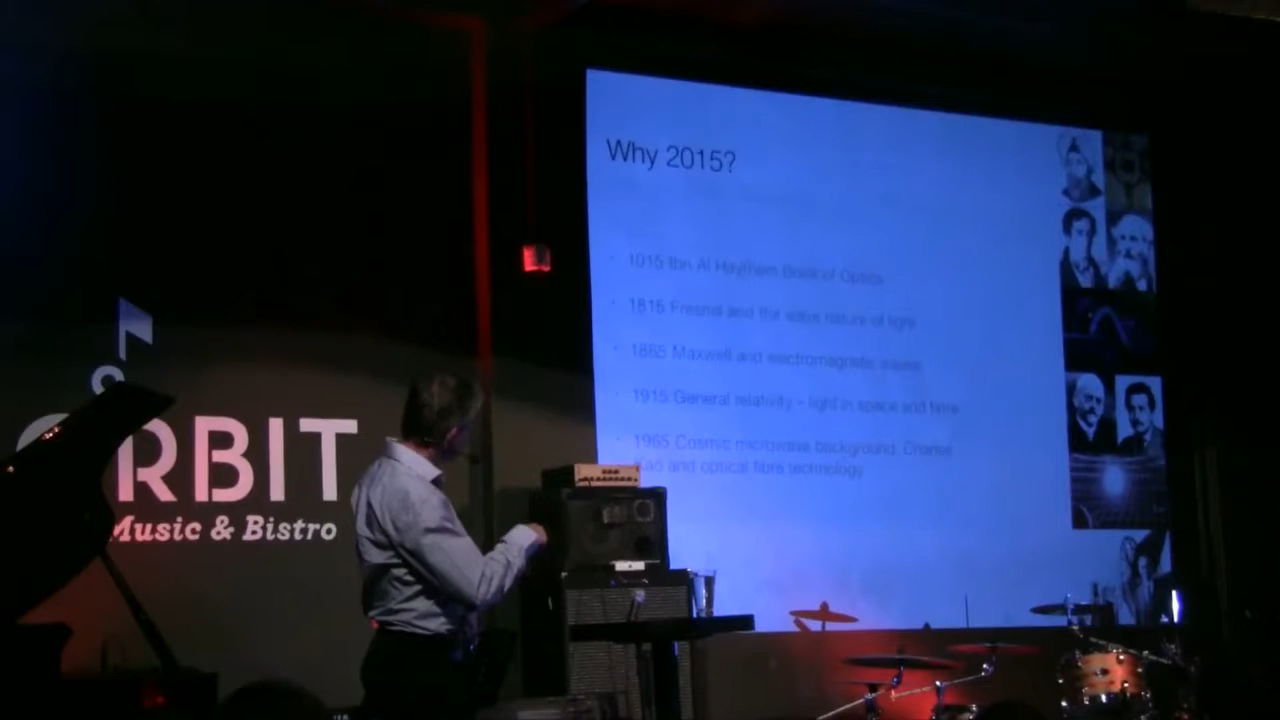 Why 2015?
1015 Ibn Al Haytham Book of Optics
1815 Fresnel and the wave nature of light
1865 Maxwell and electromagnetic waves
1915 General relativity – light in space and time
1965 Cosmic microwave background, Charles
Kao and optical fibre technology
ORBIT
Music & Bistro